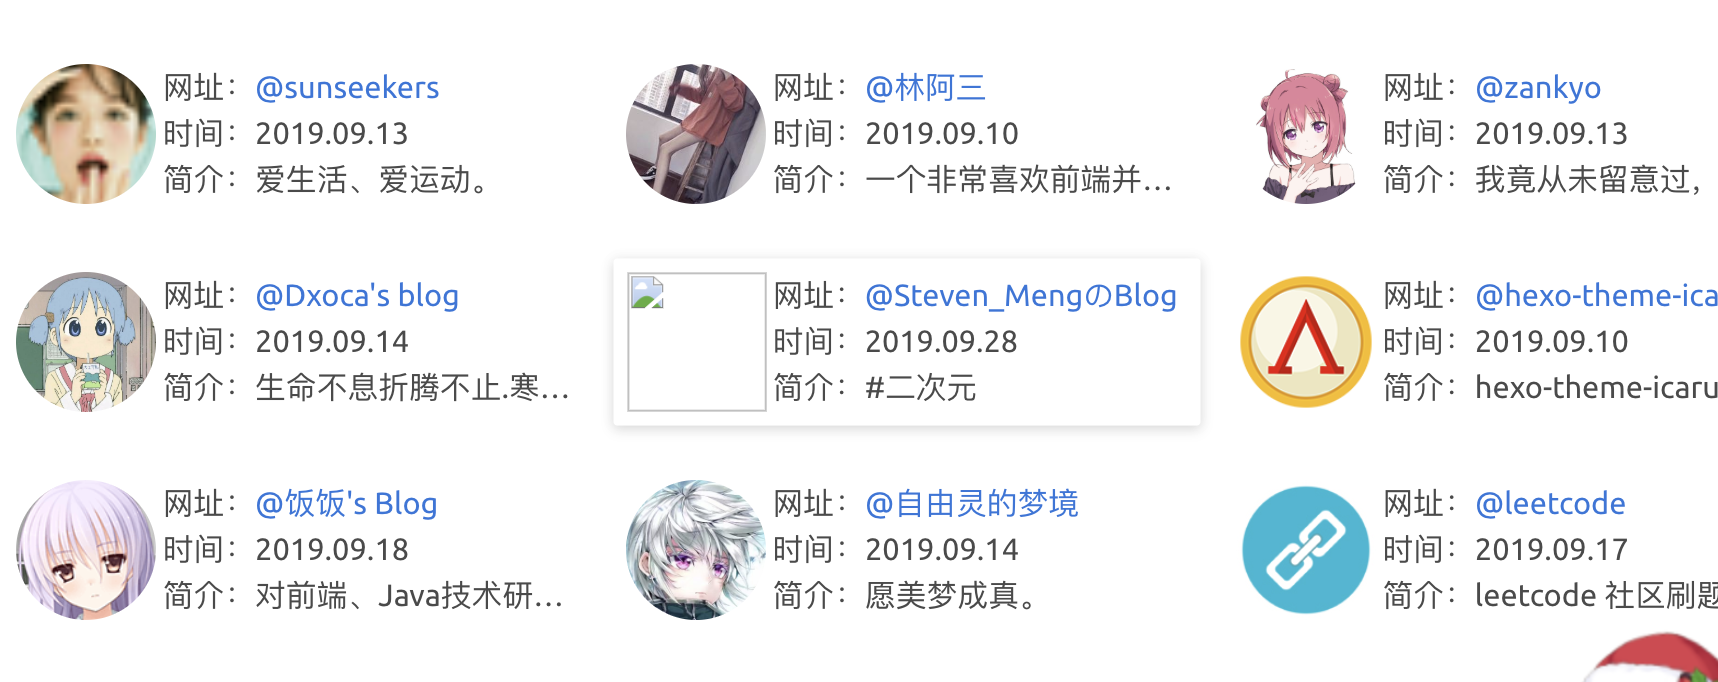 网址：@sunseekers
时间：2019.09.13
简介：爱生活、爱运动。
网址：@林阿三
时间：2019.09.10
简介：一个非常喜欢前端并...
网址：@zankyo
时间：2019.09.13
简介：我竟从未留意过，
网址：@Dxoca's blog
时间：2019.09.14
简介：生命不息折腾不止.寒...
网址：@Steven_MengのBlog
时间：2019.09.28
简介：#二次元
网址：@hexo-theme-ica
时间：2019.09.10
简介：hexo-theme-icaru
网址：@饭饭's Blog
时间：2019.09.18
简介：对前端、Java技术研...
网址：@自由灵的梦境
时间：2019.09.14
简介：愿美梦成真。
网址：@leetcode
时间：2019.09.17
简介：leetcode 社区刷题